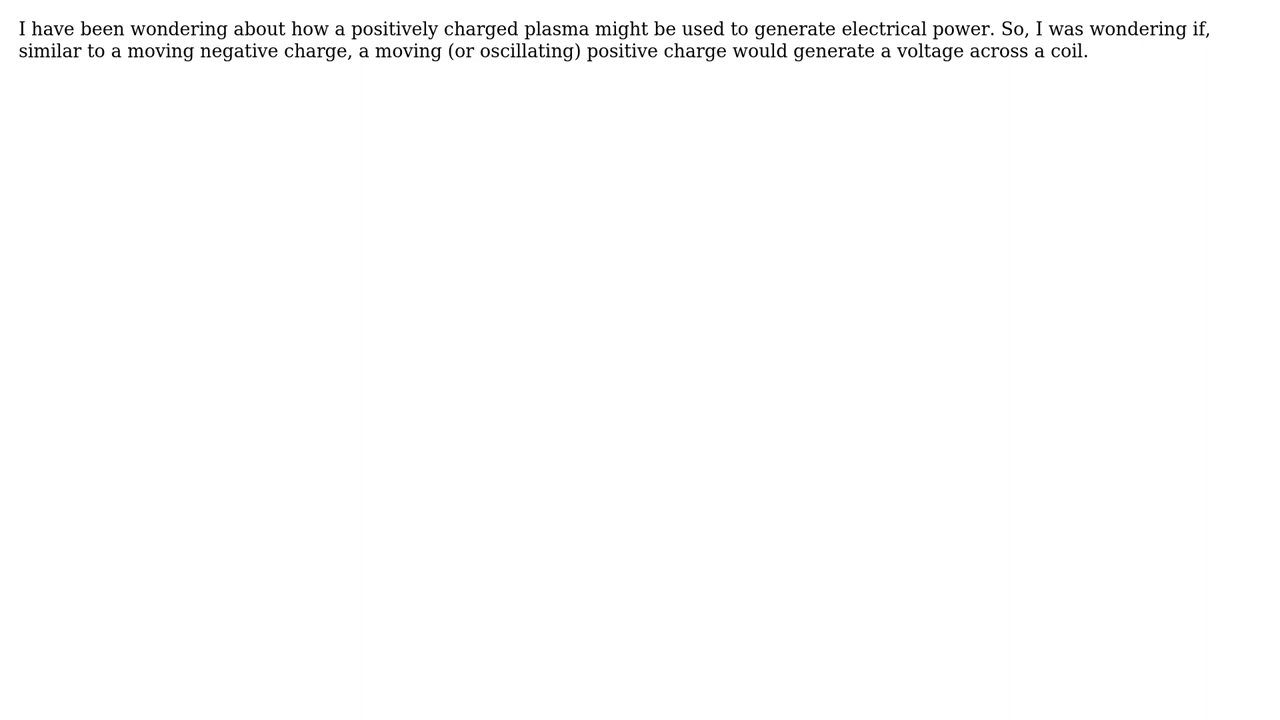 I have been wondering about how a positively charged plasma might be used to generate electrical power. So, I was wondering if,
similar to a moving negative charge, a moving (or oscillating) positive charge would generate a voltage across a coil.